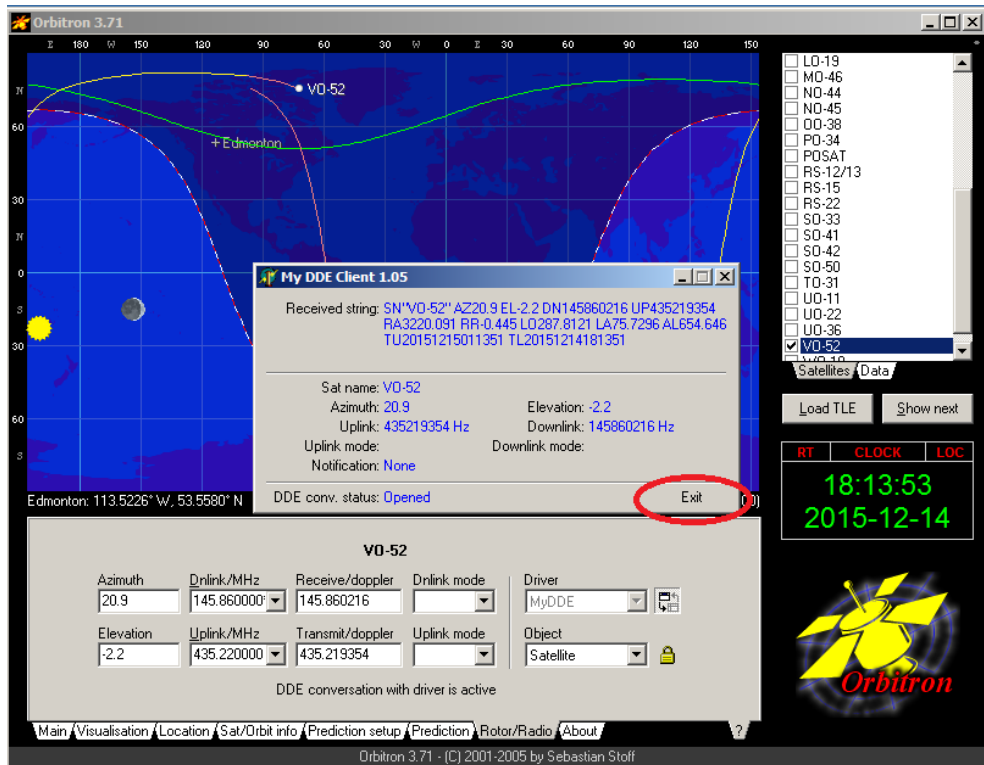 Orbitron 3.71
E 180 W 150 120 90 60 30 W 0 E 30 60 90 120 150
N
60
30
N
0
S
30
60
S
VO-52
+Edmonton
LO-19
MO-46
NO-44
NO-45
OO-38
PO-34
POSAT
RS-12/13
RS-15
RS-22
SO-33
SO-41
SO-42
SO-50
TO-31
UO-11
UO-22
UO-36
VO-52
Satellites Data
Load TLE Show next
My DDE Client 1.05
Received string: SN"VO-52" AZ20.9 EL-2.2 DN145860216 UP435219354
RA3220.091 RR-0.445 LO287.8121 LA75.7296 AL654.646
TU20151215011351 TL20151214181351
Sat name: VO-52
Azimuth: 20.9 Elevation: -2.2
Uplink: 435219354 Hz Downlink: 145860216 Hz
Uplink mode: Downlink mode:
Notification: None
DDE conv. status: Opened Exit
Edmonton: 113.5226° W, 53.5580° N
RT CLOCK LOC
18:13:53
2015-12-14
VO-52
Azimuth Dnlink/MHz Receive/doppler Dnlink mode Driver
20.9 145.860000 145.860216 MyDDE
Elevation Uplink/MHz Transmit/doppler Uplink mode Object
-2.2 435.220000 435.219354 Satellite
DDE conversation with driver is active
Orbitron
Main Visualisation Location Sat/Orbit info Prediction setup Prediction Rotor/Radio About ?
Orbitron 3.71 - (C) 2001-2005 by Sebastian Stoff